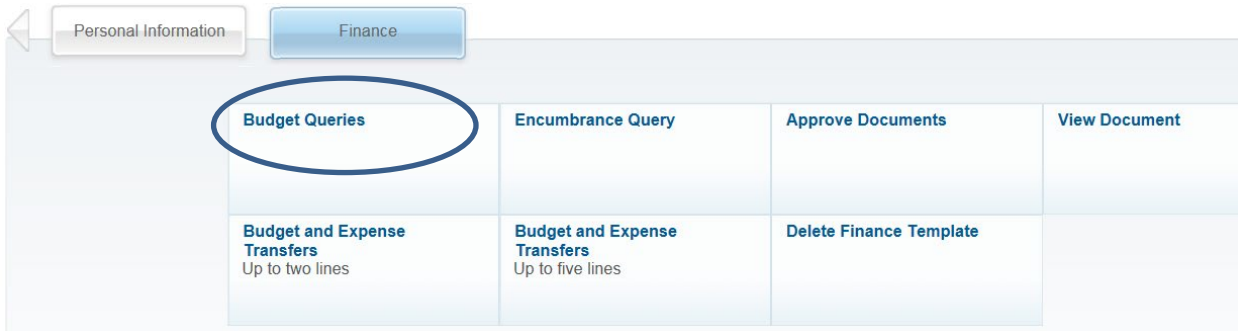 Personal Information
Finance
Budget Queries
Encumbrance Query
Approve Documents
View Document
Budget and Expense
Transfers
Up to two lines
Budget and Expense
Transfers
Up to five lines
Delete Finance Template